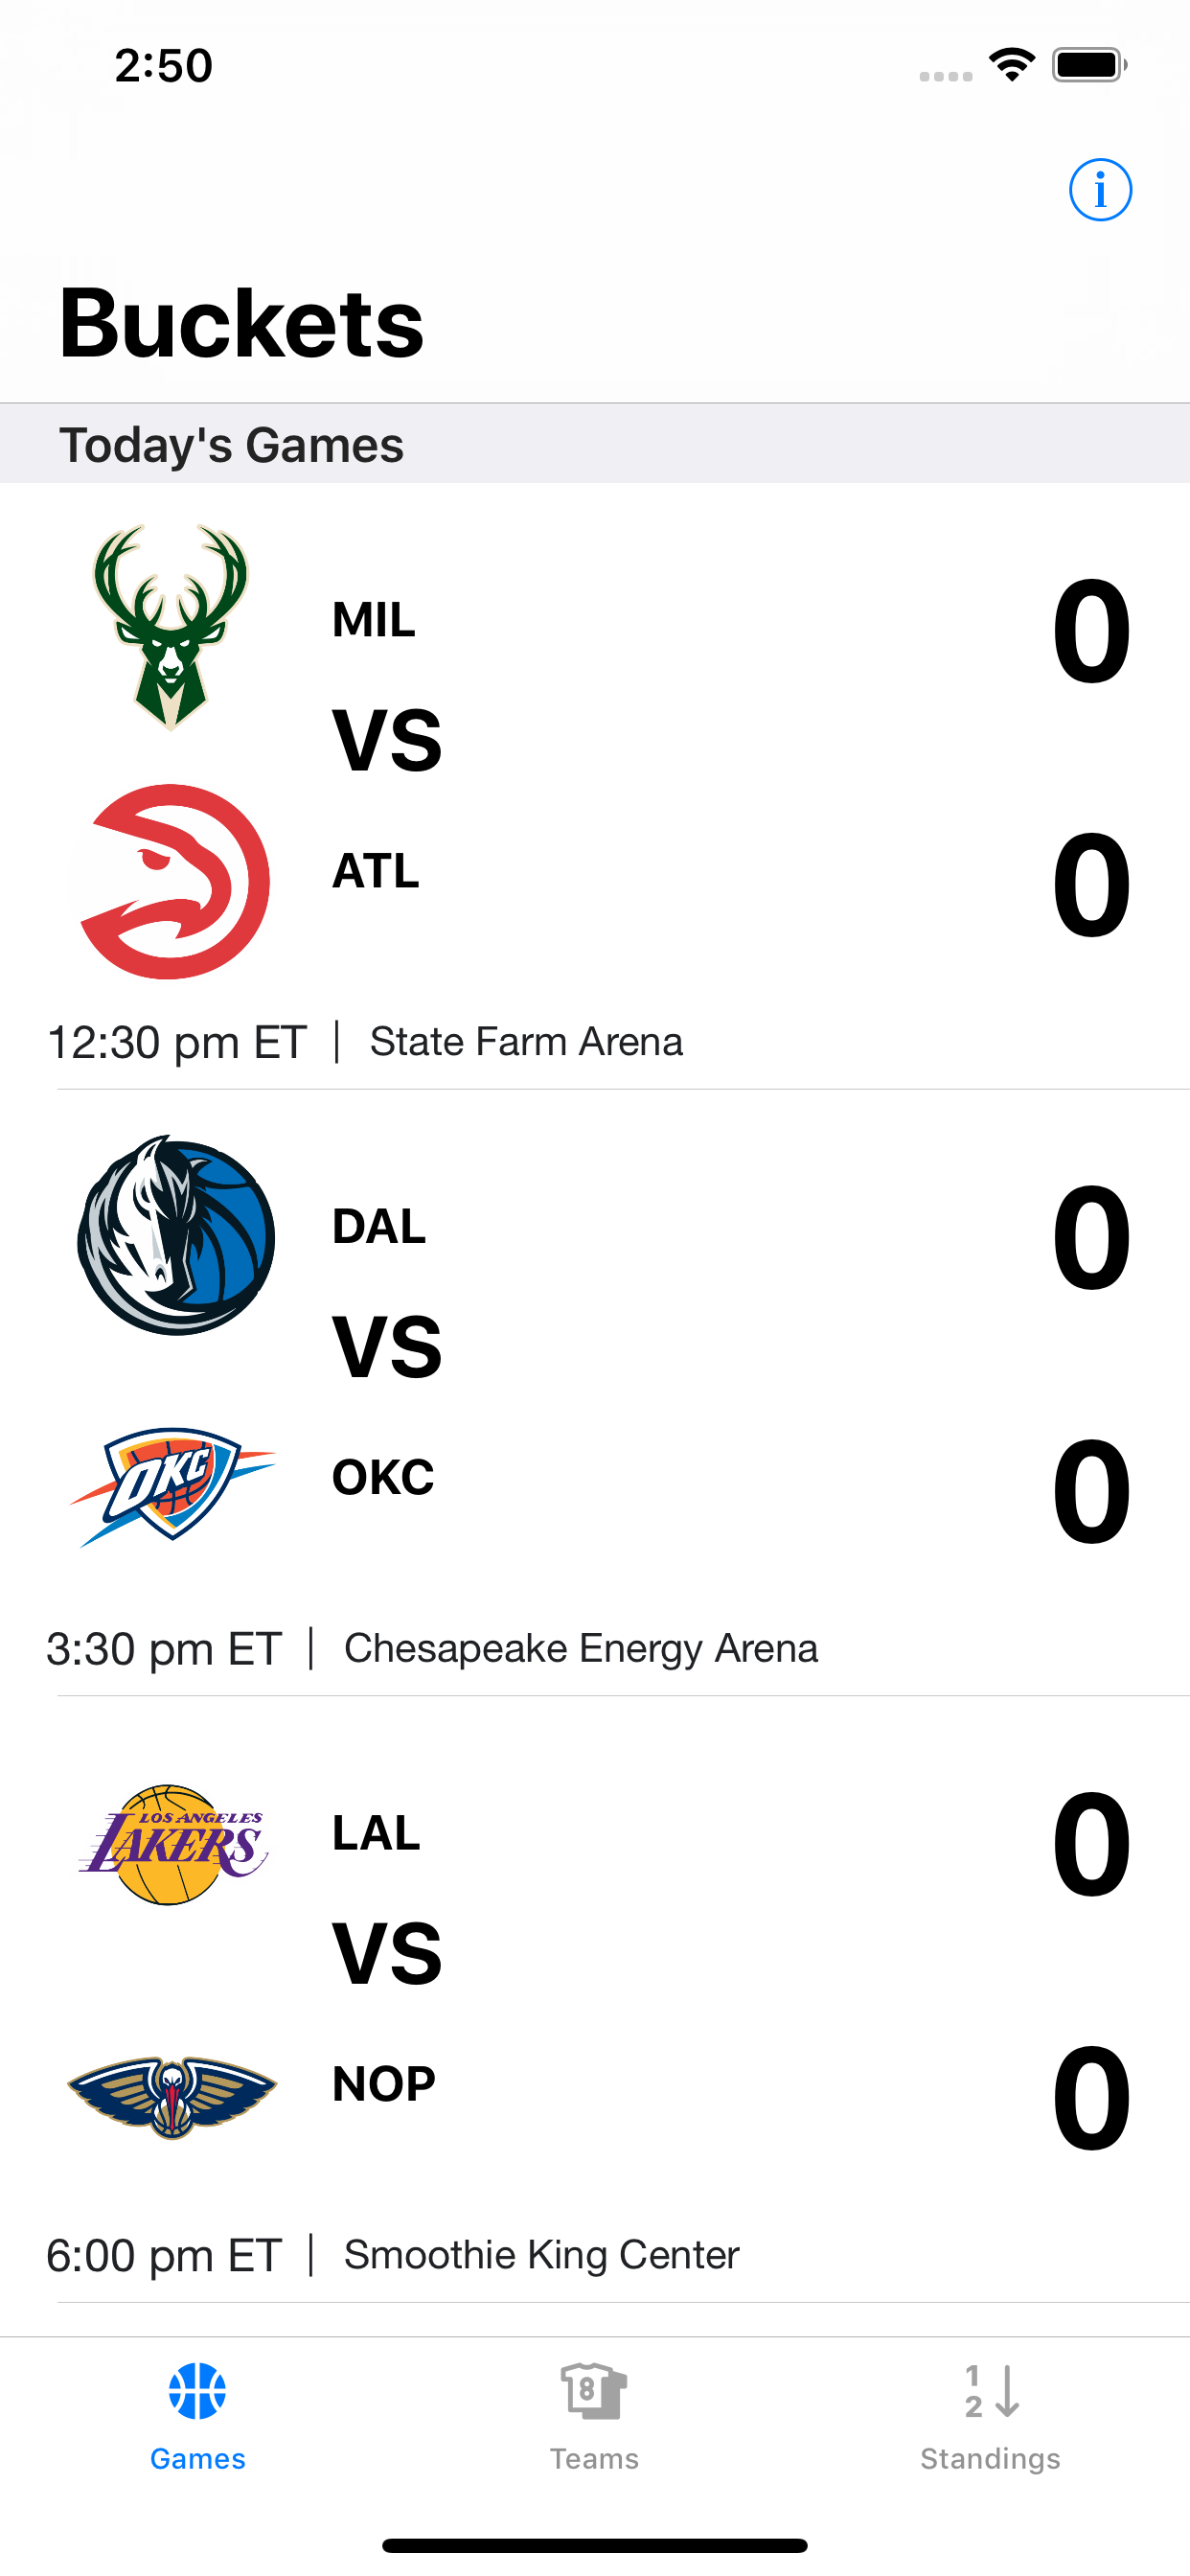 2:50
i
Buckets
Today's Games
MIL
0
VS
ATL
0
12:30 pm ET | State Farm Arena
DAL
0
VS
OKC
OKC
0
3:30 pm ET | Chesapeake Energy Arena
LOS ANGELES
LAKERS
LAL
0
VS
NOP
0
6:00 pm ET | Smoothie King Center
8
1
2
Games
Teams
Standings